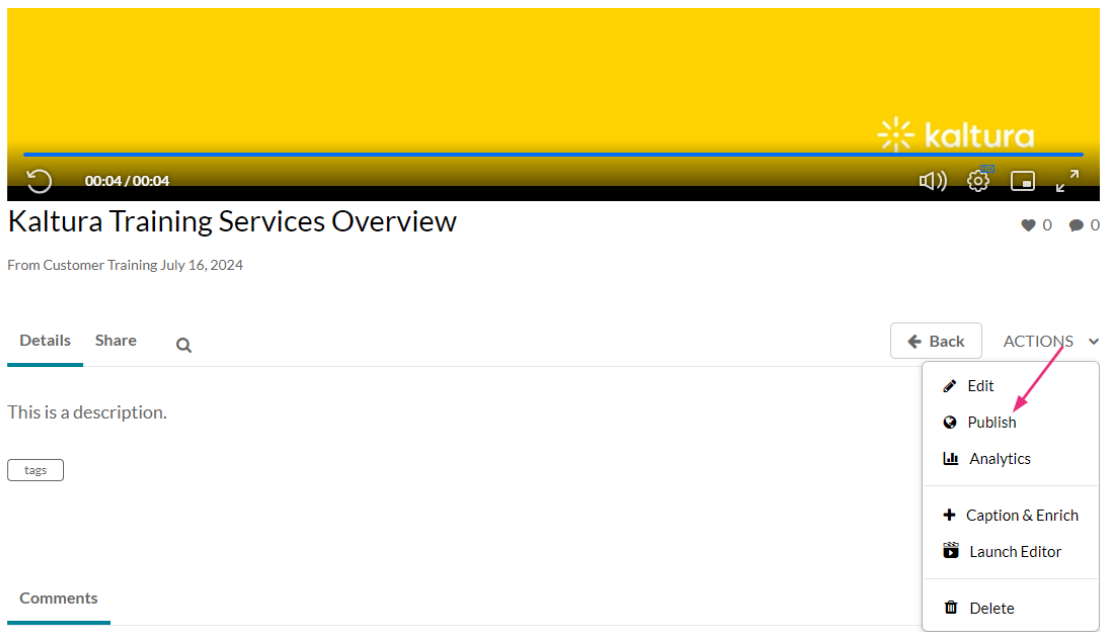 kaltura
00:04 / 00:04
Kaltura Training Services Overview
0 0
From Customer Training July 16, 2024
Details Share Back ACTIONS
Edit
This is a description.
Publish
Analytics
tags
Caption & Enrich
Launch Editor
Comments
Delete